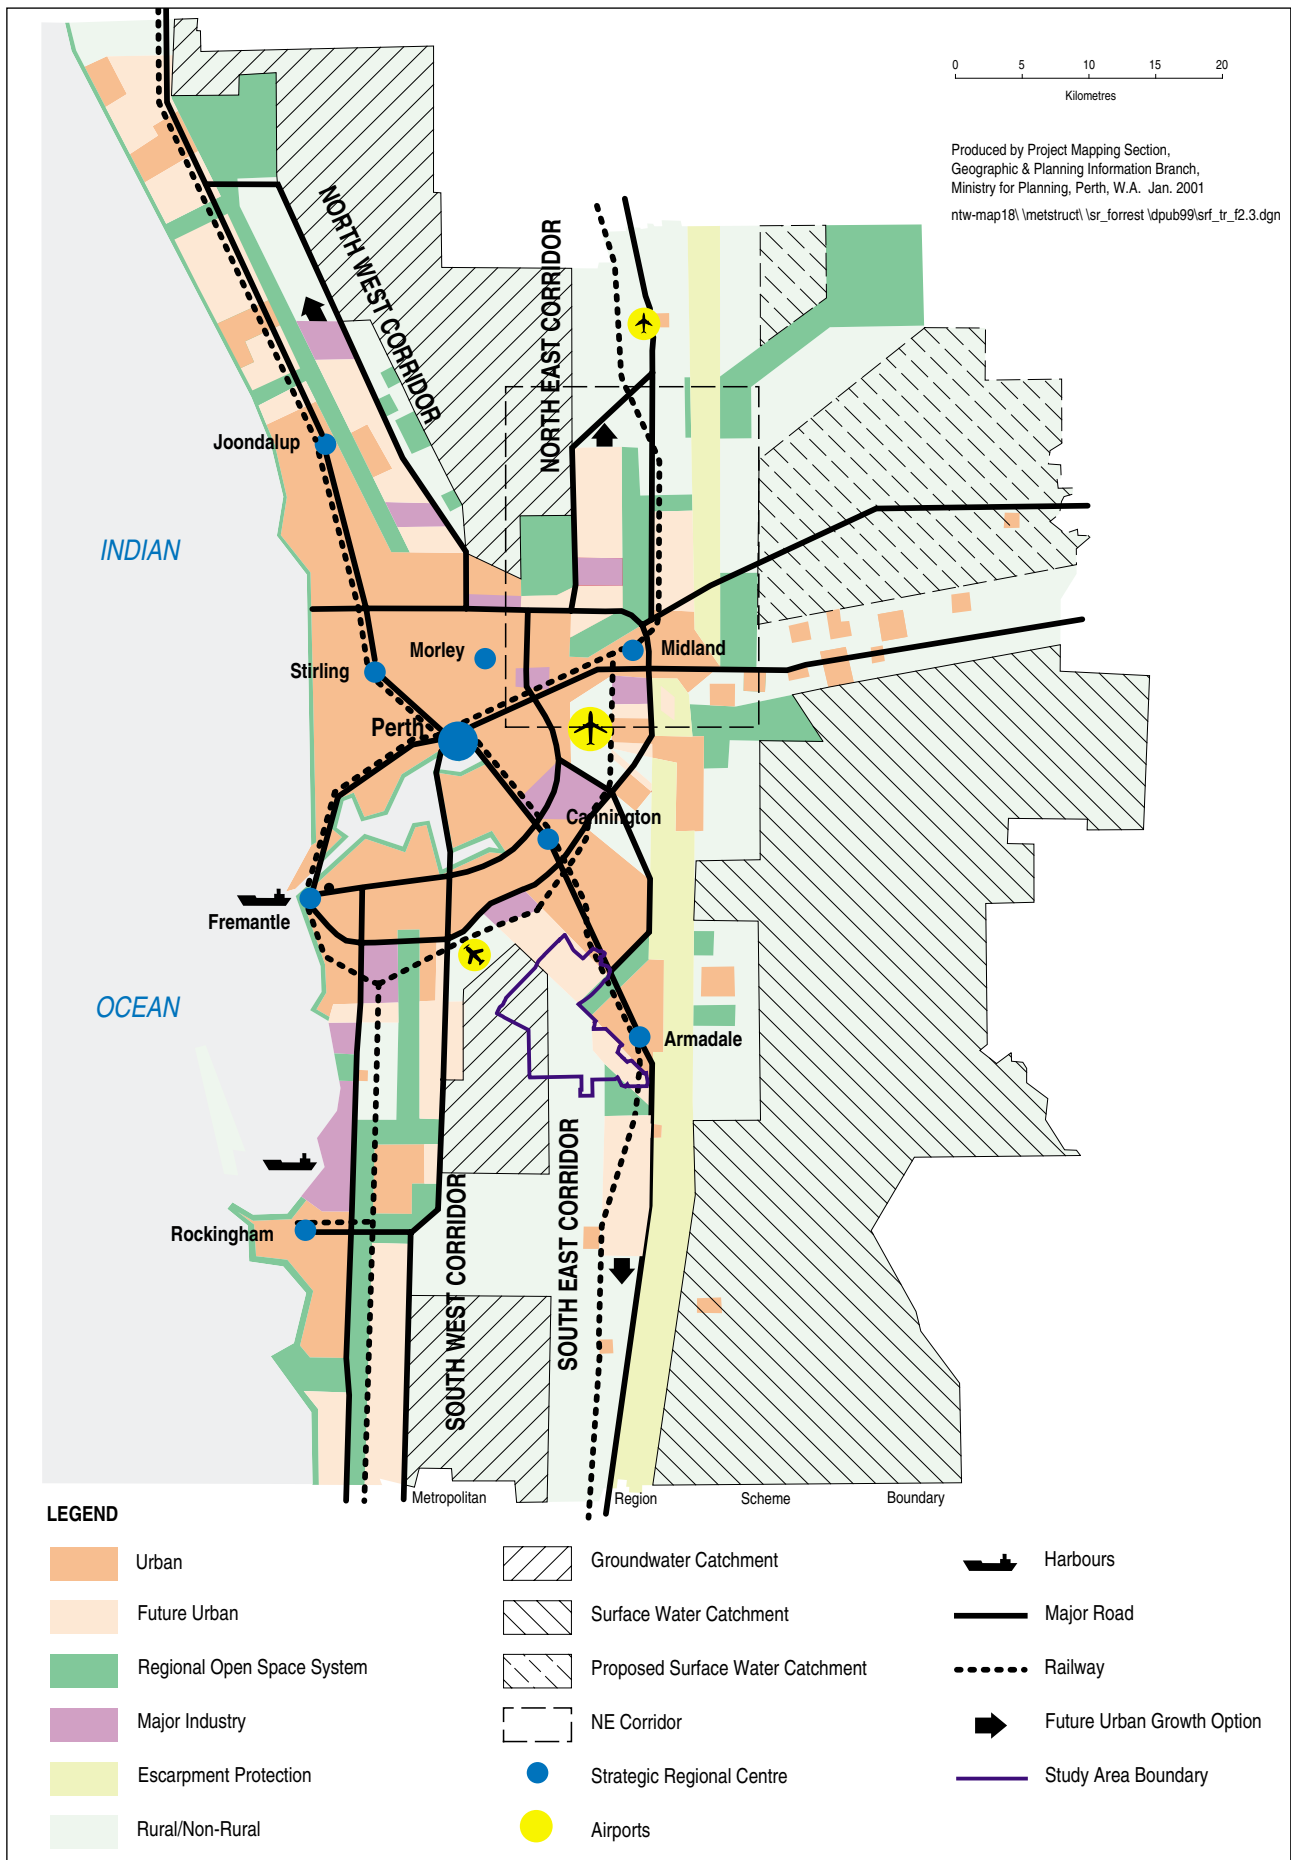 0 5 10 15 20
Kilometres
Produced by Project Mapping Section,
Geographic & Planning Information Branch,
Ministry for Planning, Perth, W.A. Jan. 2001
ntw-map18\ \metstruct\ \sr_forrest \dpub99\srf_tr_f2.3.dgn
NORTH WEST CORRIDOR
NORTH EAST CORRIDOR
Joondalup
INDIAN
Morley
Midland
Stirling
Perth
Cannington
Fremantle
OCEAN
Armadale
Rockingham
SOUTH WEST CORRIDOR
SOUTH EAST CORRIDOR
Metropolitan Region Scheme Boundary
LEGEND
Urban
Future Urban
Regional Open Space System
Major Industry
Escarpment Protection
Rural/Non-Rural
Groundwater Catchment
Surface Water Catchment
Proposed Surface Water Catchment
NE Corridor
Strategic Regional Centre
Airports
Harbours
Major Road
Railway
Future Urban Growth Option
Study Area Boundary